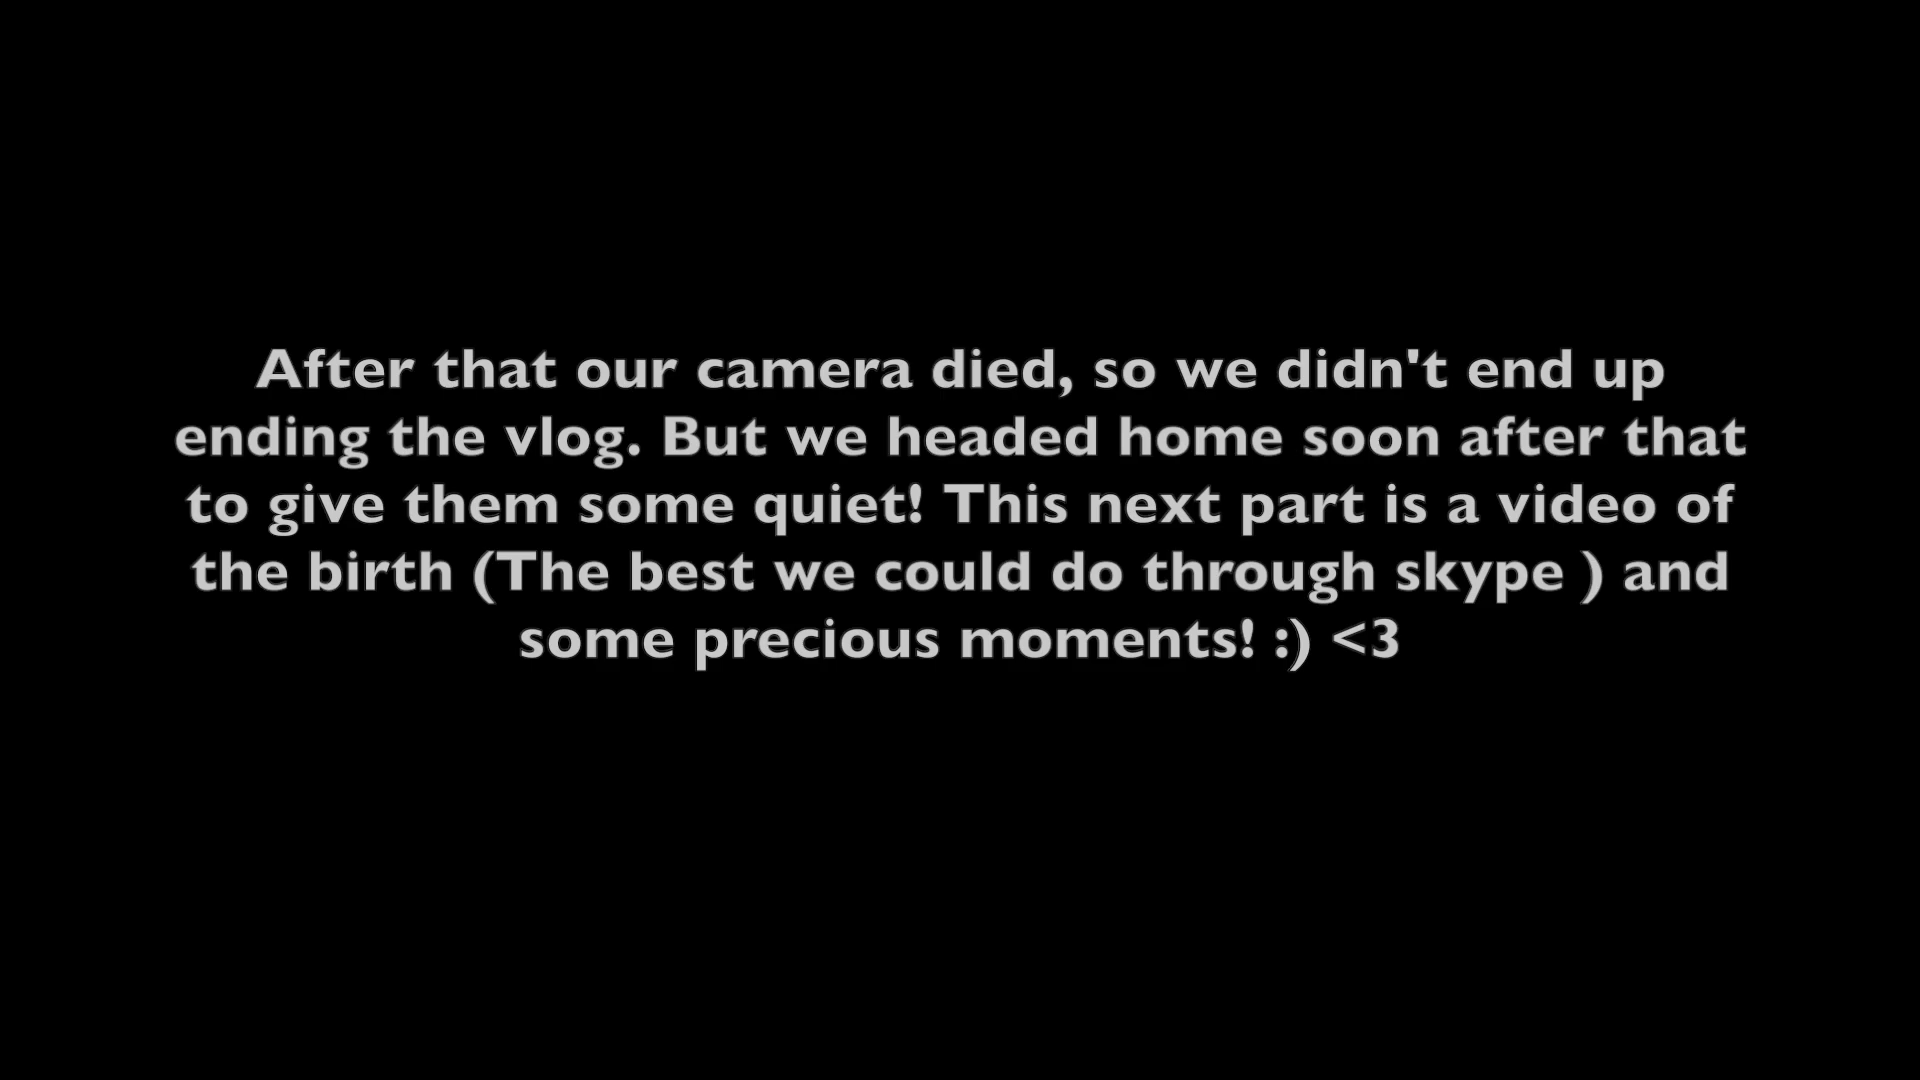 After that our camera died, so we didn't end up
ending the vlog. But we headed home soon after that
to give them some quiet! This next part is a video of
the birth (The best we could do through skype ) and
some precious moments! :) <3